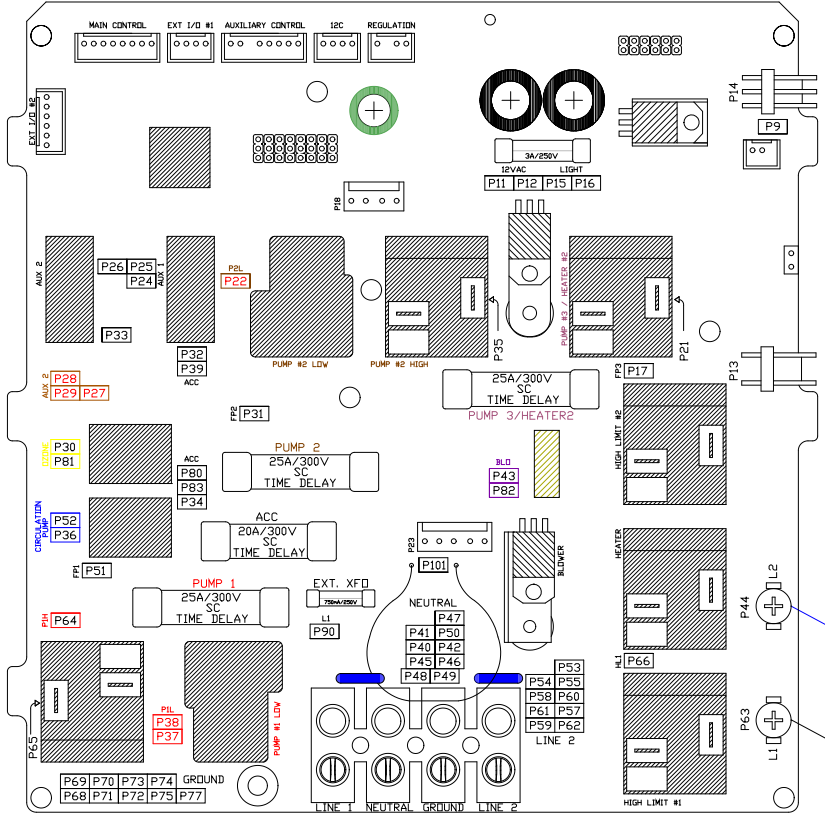 MAIN CONTROL EXT I/O #1 AUXILIARY CONTROL 12C REGULATION
EXT I/O #2
P14
P9
3A/250V
12VAC LIGHT
P11 P12 P15 P16
P18
AUX 2
P26 P25
P24
AUX 1
P2L
P22
P33
PUMP #2 LOW
PUMP #2 HIGH
P35
PUMP #3 / HEATER #2
P21
P32
P39
ACC
P13
FP3 P17
AUX 2
P28
P29 P27
25A/300V
SC
TIME DELAY
PUMP 3/HEATER2
FP2 P31
HIGH LIMIT #2
OZONE
P30
P81
PUMP 2
25A/300V
SC
TIME DELAY
ACC
P80
P83
P34
BLO
P43
P82
CIRCULATION
PUMP
P52
P36
ACC
20A/300V
SC
TIME DELAY
P23
P101
BLOWER
HEATER
FP1 P51
PUMP 1
25A/300V
SC
TIME DELAY
EXT. XFO
750mA/250V
L1
P90
L2
P44
P1H P64
NEUTRAL
P47
P41 P50
P40 P42
P45 P46
P48 P49
HL1 P66
P53
P54 P55
P58 P60
P61 P57
P59 P62
LINE 2
P65
P1L
P38
P37
PUMP #1 LOW
P63
L1
P69 P70 P73 P74 GROUND
P68 P71 P72 P75 P77
LINE 1 NEUTRAL GROUND LINE 2
HIGH LIMIT #1